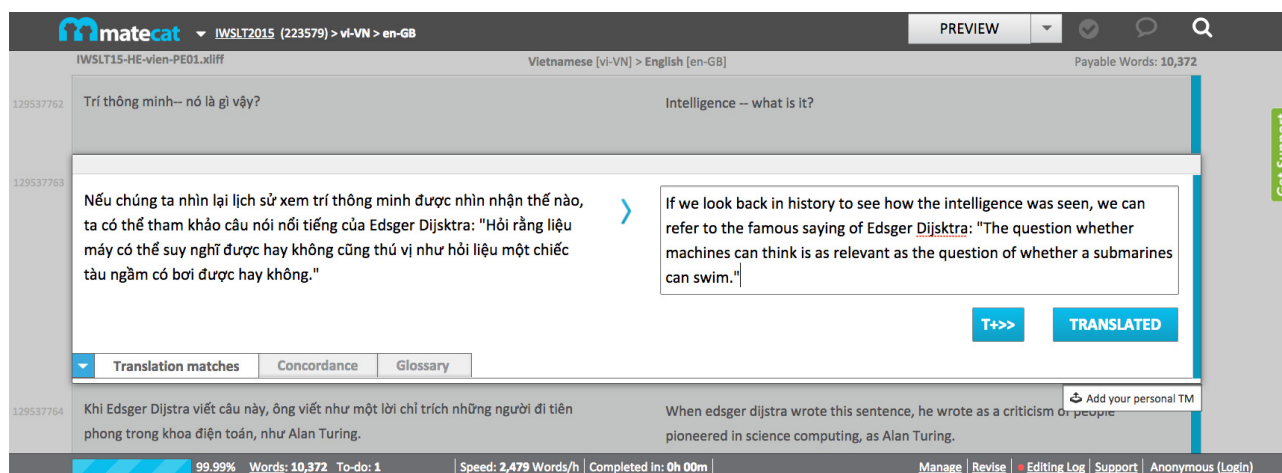 matecat IWSLT2015 (223579) > vi-VN > en-GB PREVIEW
IWSLT15-HE-vien-PE01.xliff Vietnamese [vi-VN] > English [en-GB] Payable Words: 10,372
129537762 Trí thông minh-- nó là gì vậy? Intelligence -- what is it?
Get Support
129537763
Nếu chúng ta nhìn lại lịch sử xem trí thông minh được nhìn nhận thế nào,
ta có thể tham khảo câu nói nổi tiếng của Edsger Dijsktra: "Hỏi rằng liệu
máy có thể suy nghĩ được hay không cũng thú vị như hỏi liệu một chiếc
tàu ngầm có bơi được hay không."
If we look back in history to see how the intelligence was seen, we can
refer to the famous saying of Edsger Dijsktra: "The question whether
machines can think is as relevant as the question of whether a submarines
can swim."
T+>> TRANSLATED
Translation matches Concordance Glossary
Add your personal TM
129537764
Khi Edsger Dijstra viết câu này, ông viết như một lời chỉ trích những người đi tiên
phong trong khoa điện toán, như Alan Turing.
When edsger dijstra wrote this sentence, he wrote as a criticism of people
pioneered in science computing, as Alan Turing.
99.99% Words: 10,372 To-do: 1 Speed: 2,479 Words/h Completed in: 0h 00m Manage Revise Editing Log Support Anonymous (Login)